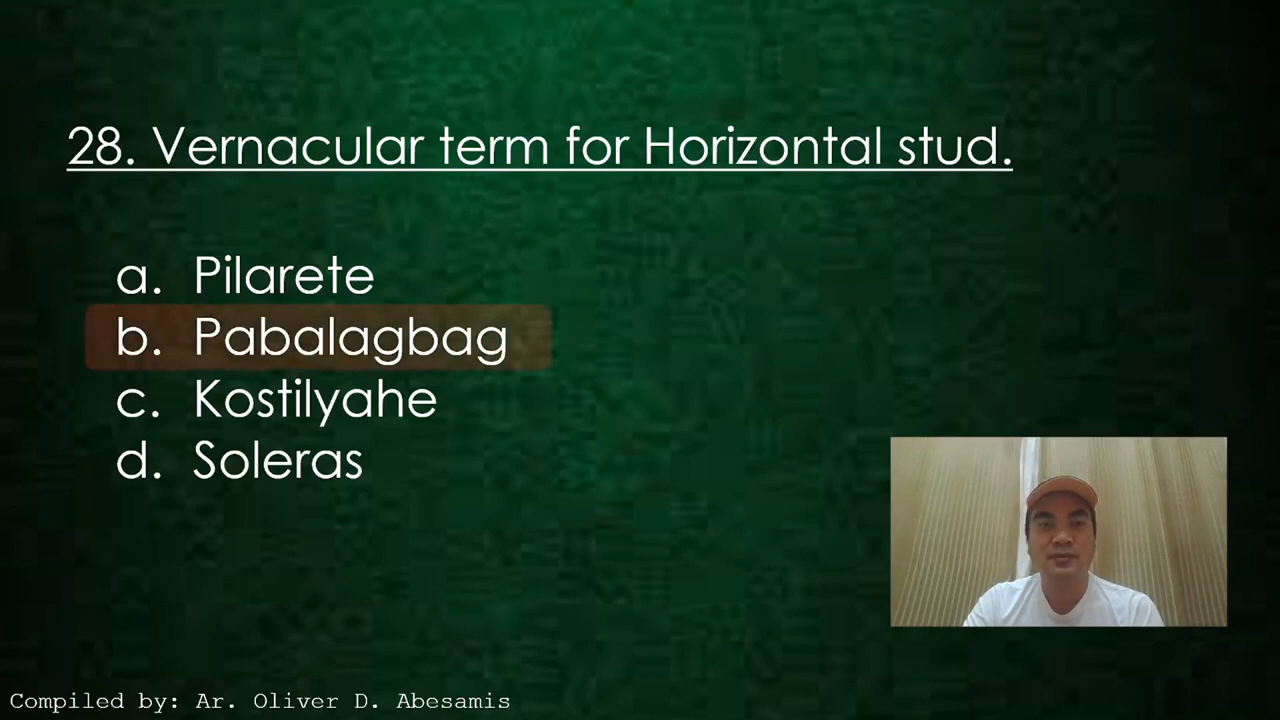 28. Vernacular term for Horizontal stud.
a. Pilarete
b. Pabalagbag
c. Kostilyahe
d. Soleras
Compiled by: Ar. Oliver D. Abesamis